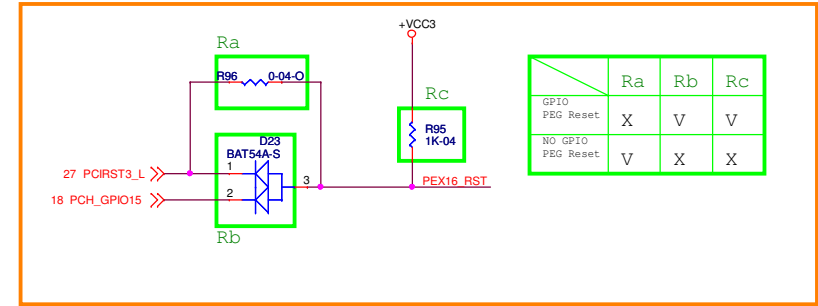 +VCC3
Ra
R96 0-04-O
Rc
R95
1K-04
D23
BAT54A-S
27 PCIRST3_L
1
2
3
PEX16_RST
18 PCH_GPIO15
Rb
Ra Rb Rc
GPIO
PEG Reset X V V
NO GPIO
PEG Reset V X X